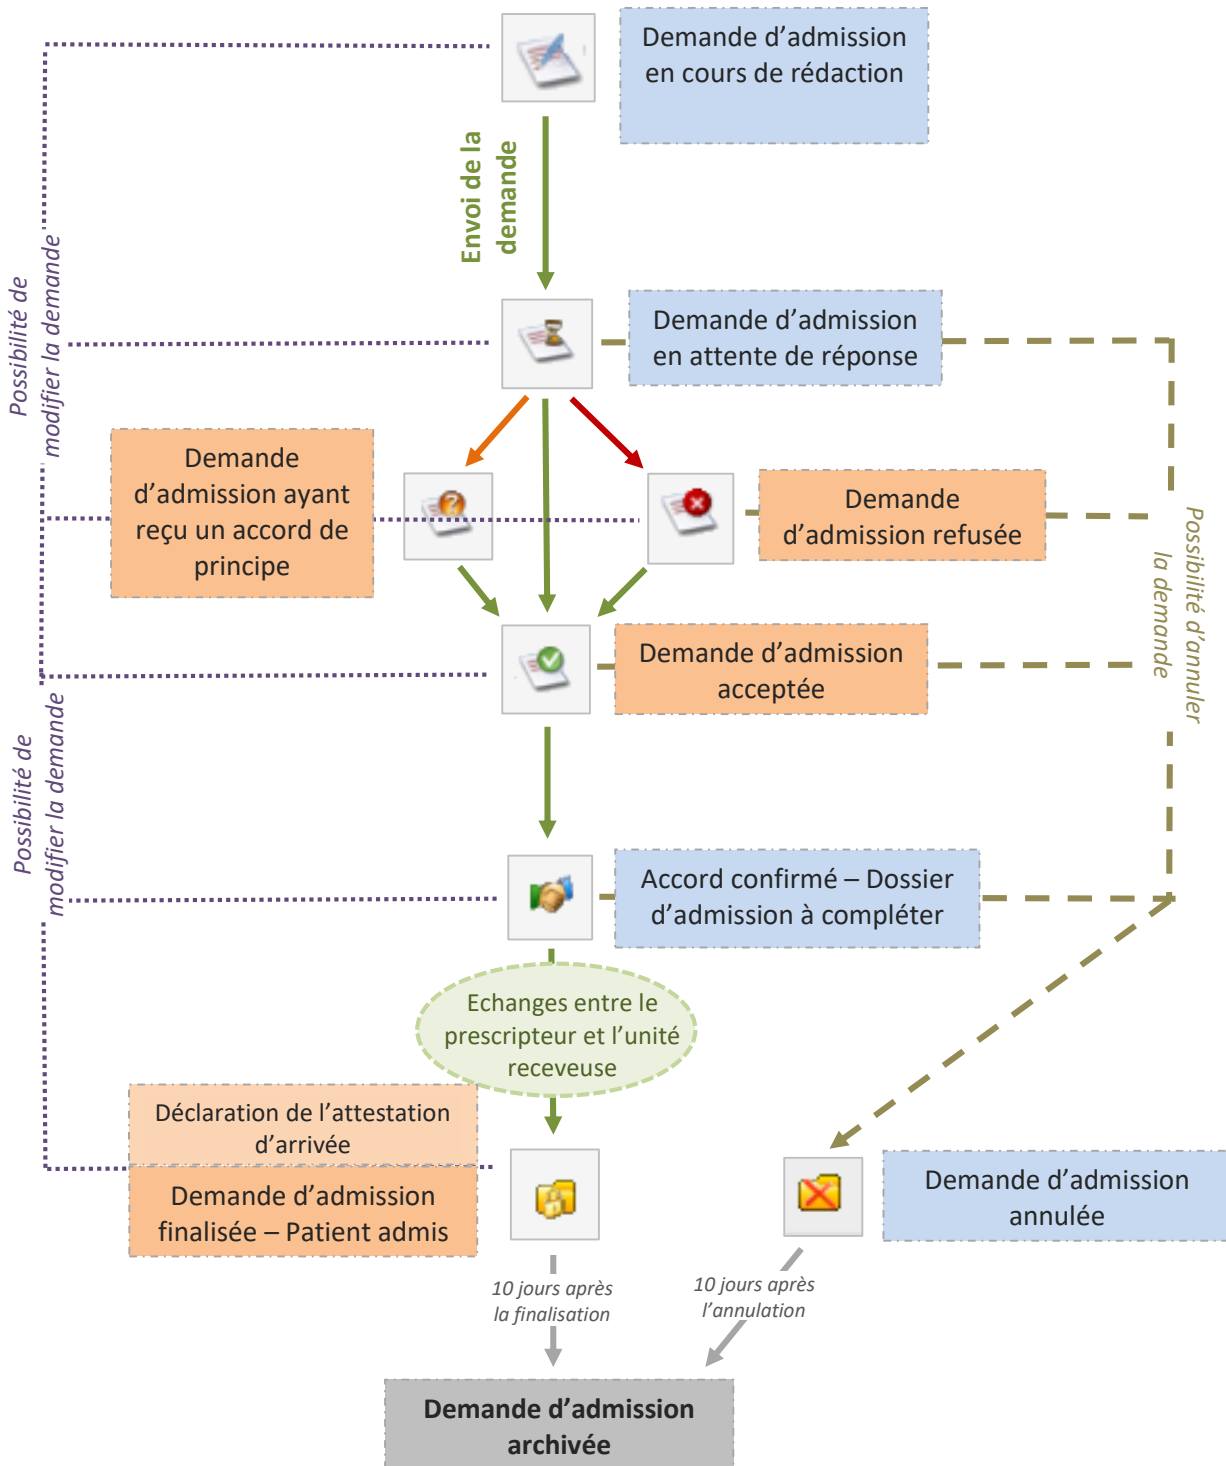 Demande d’admission
en cours de rédaction
Envoi de la
demande
Possibilité de
modifier la demande
Demande d’admission
en attente de réponse
Demande
d’admission ayant
reçu un accord de
principe
Demande
d’admission refusée
Possibilité d’annuler
la demande
Demande d’admission
acceptée
Possibilité de
modifier la demande
Accord confirmé – Dossier
d’admission à compléter
Echanges entre le
prescripteur et l’unité
receveuse
Déclaration de l’attestation
d’arrivée
Demande d’admission
finalisée – Patient admis
Demande d’admission
annulée
10 jours après
la finalisation
10 jours après
l’annulation
Demande d’admission
archivée